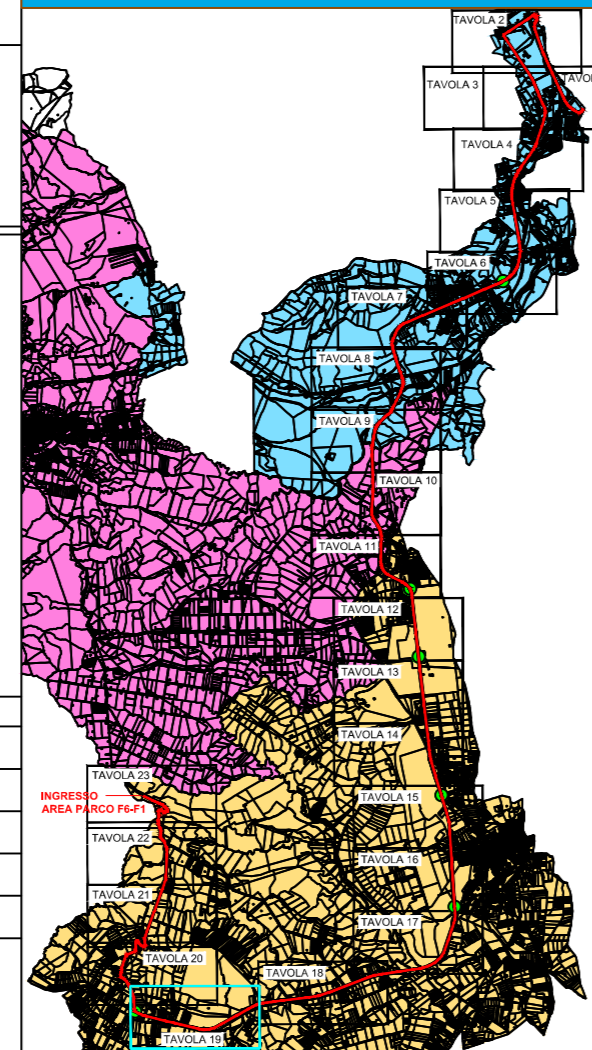 TAVOLA 2
TAVOL
TAVOLA 3
TAVOLA 4
TAVOLA 5
TAVOLA 6
TAVOLA 7
TAVOLA 8
TAVOLA 9
TAVOLA 10
TAVOLA 11
TAVOLA 12
TAVOLA 13
TAVOLA 14
TAVOLA 23
INGRESSO
AREA PARCO F6-F1
TAVOLA 15
TAVOLA 22
TAVOLA 16
TAVOLA 21
TAVOLA 17
TAVOLA 20
TAVOLA 18
TAVOLA 19